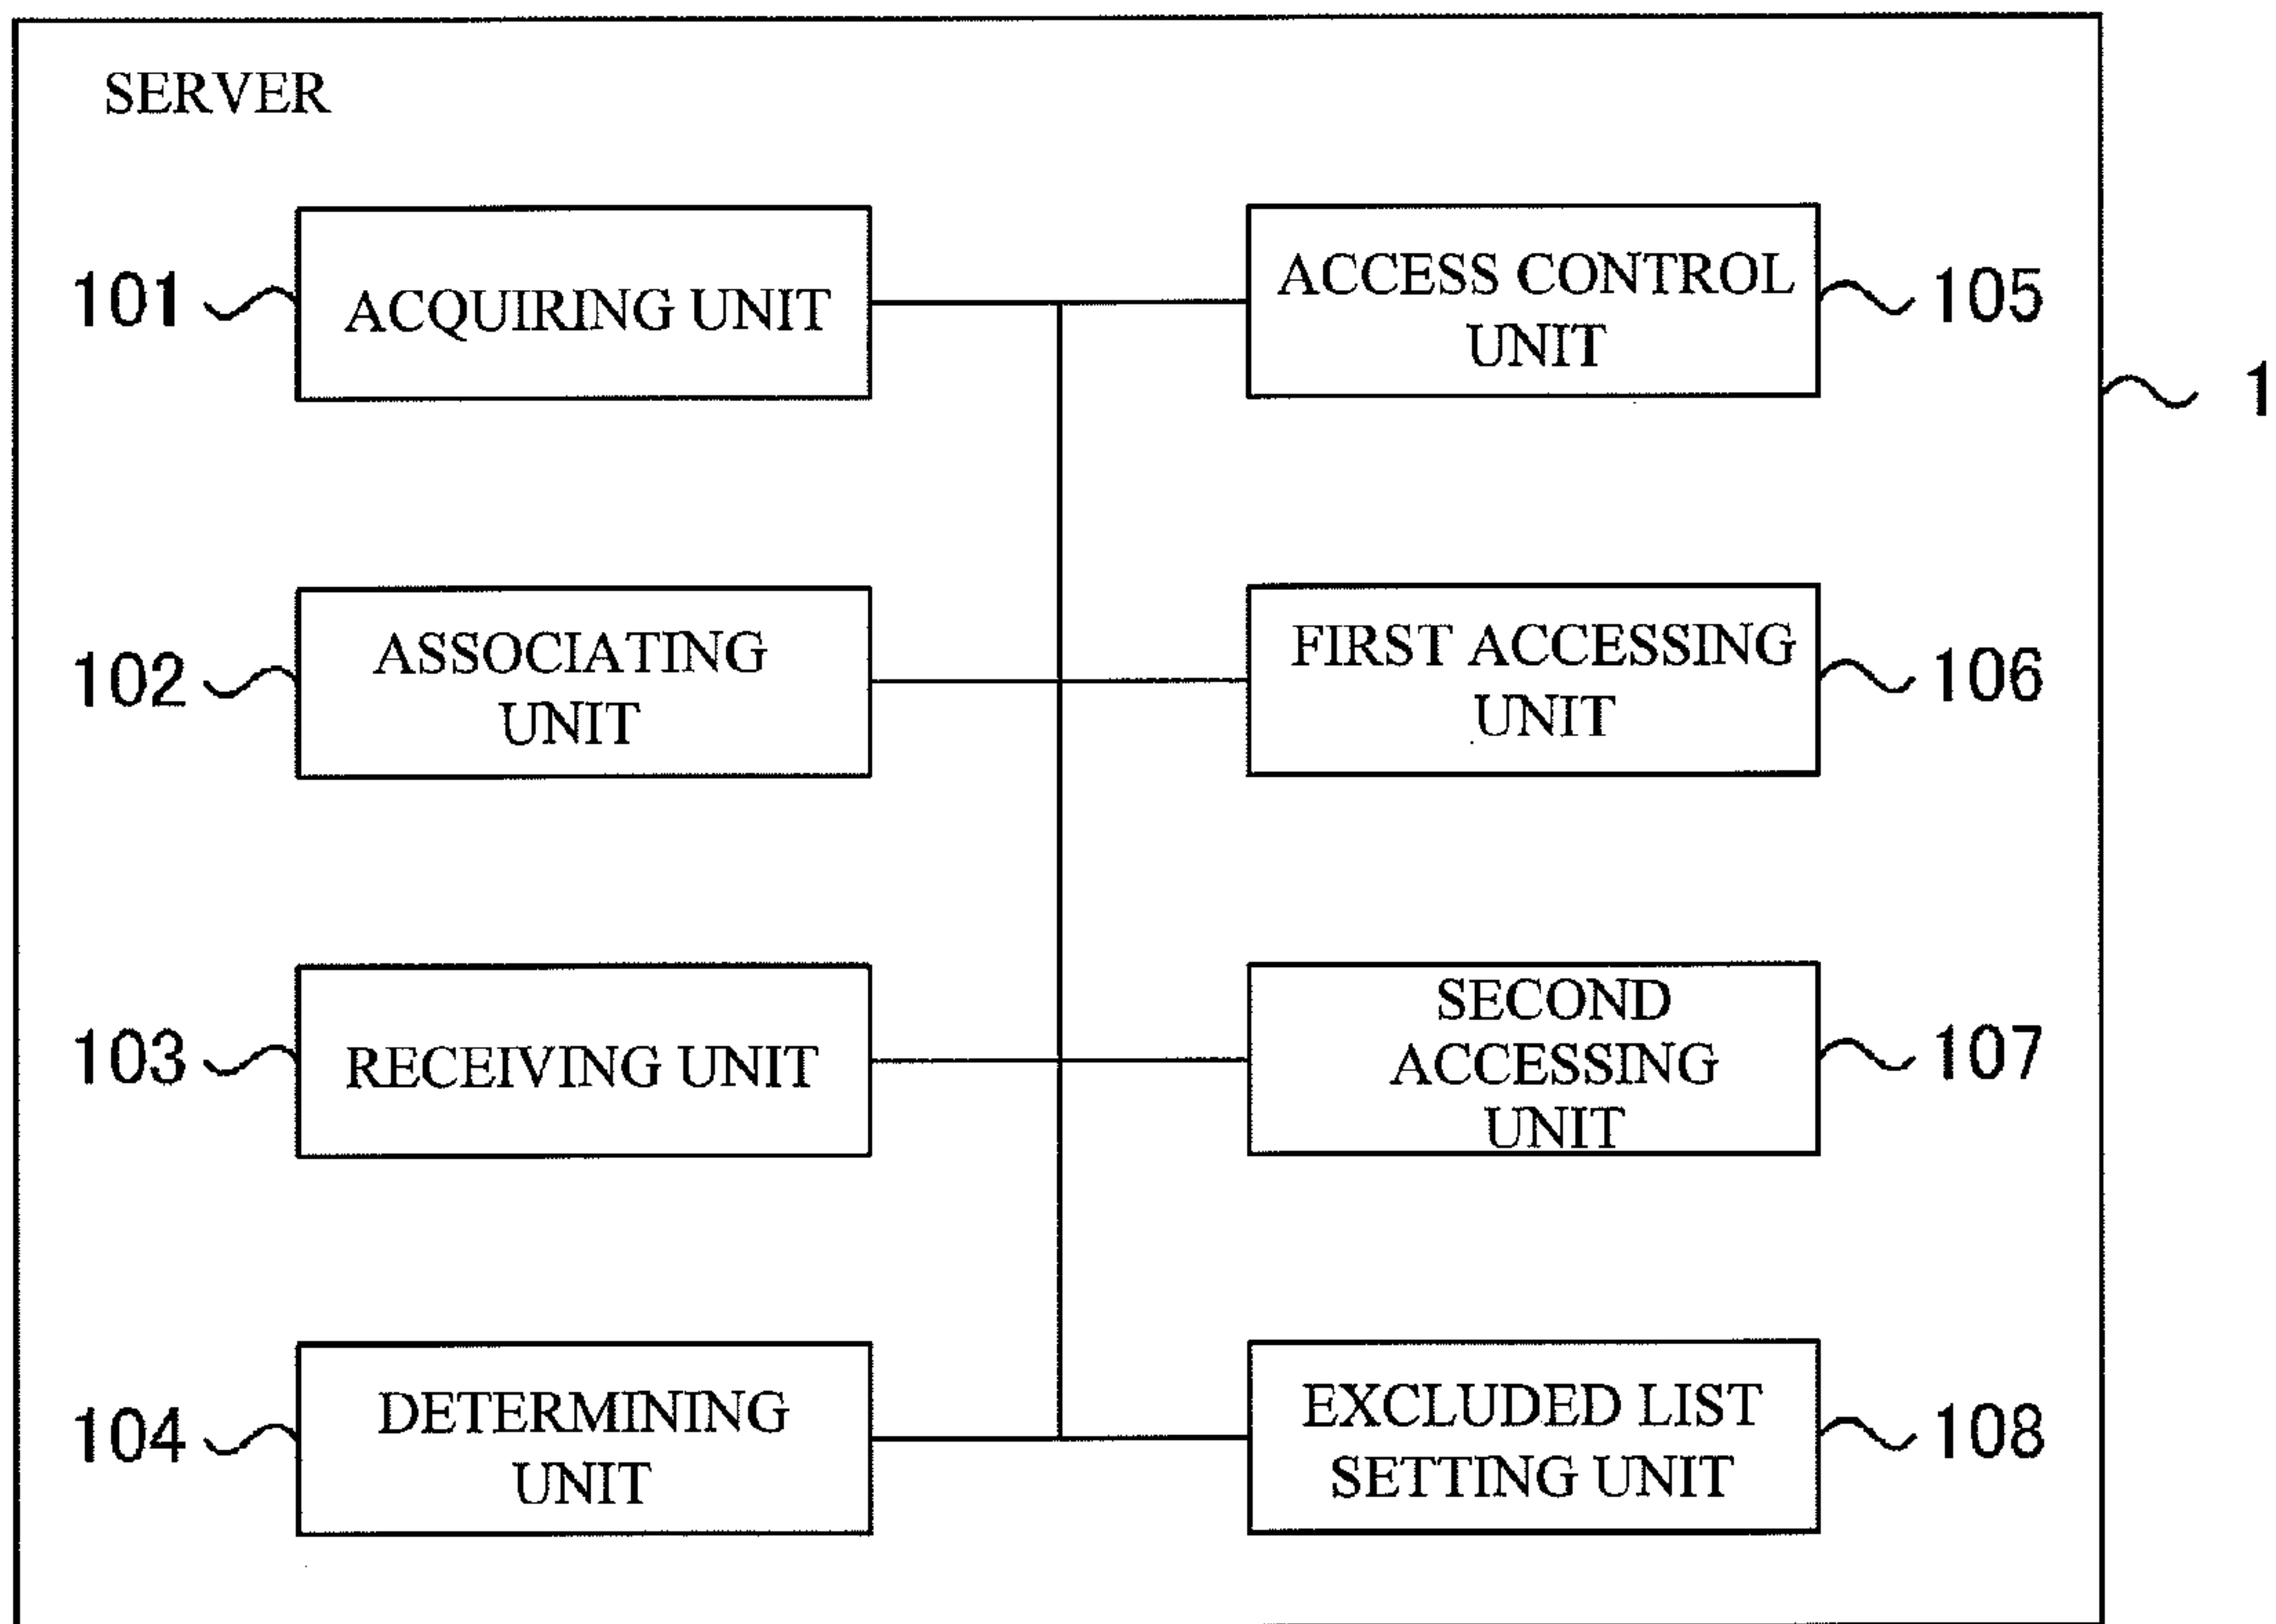 SERVER
101
ACQUIRING UNIT
ACCESS CONTROL
UNIT
105
1
102
ASSOCIATING
UNIT
FIRST ACCESSING
UNIT
106
103
RECEIVING UNIT
SECOND
ACCESSING
UNIT
107
104
DETERMINING
UNIT
EXCLUDED LIST
SETTING UNIT
108